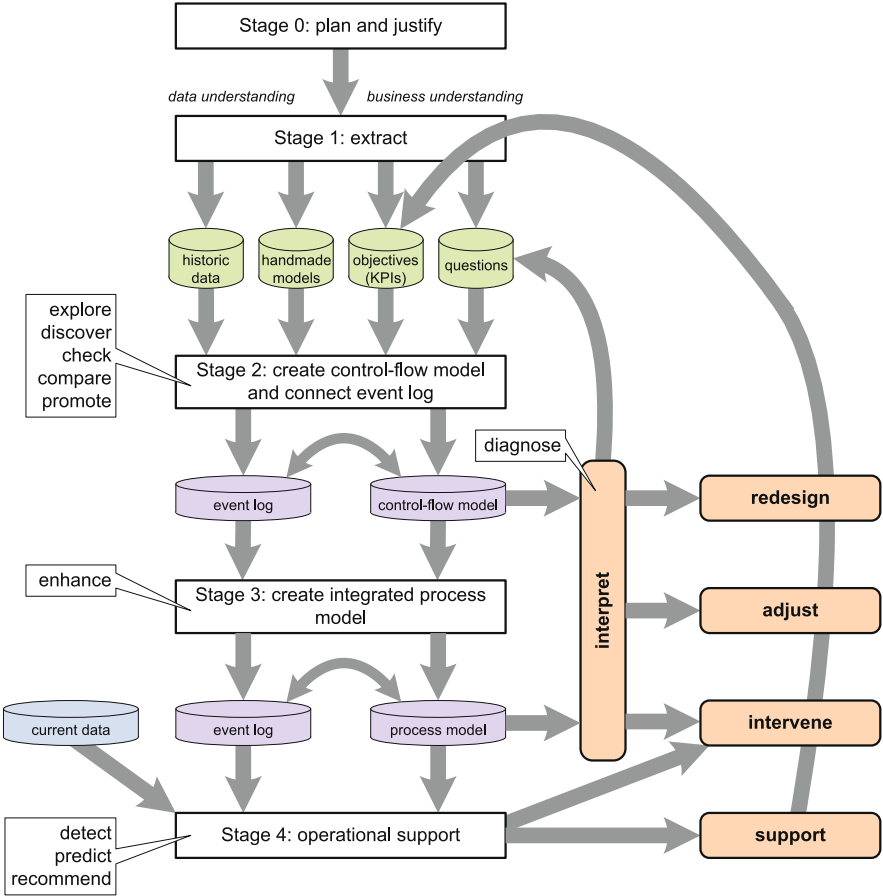 Stage 0: plan and justify
data understanding
business understanding
Stage 1: extract
historic
data
handmade
models
objectives
(KPIs)
questions
explore
discover
check
compare
promote
Stage 2: create control-flow model
and connect event log
diagnose
event log
control-flow model
redesign
enhance
Stage 3: create integrated process
model
interpret
adjust
current data
event log
process model
intervene
detect
predict
recommend
Stage 4: operational support
support